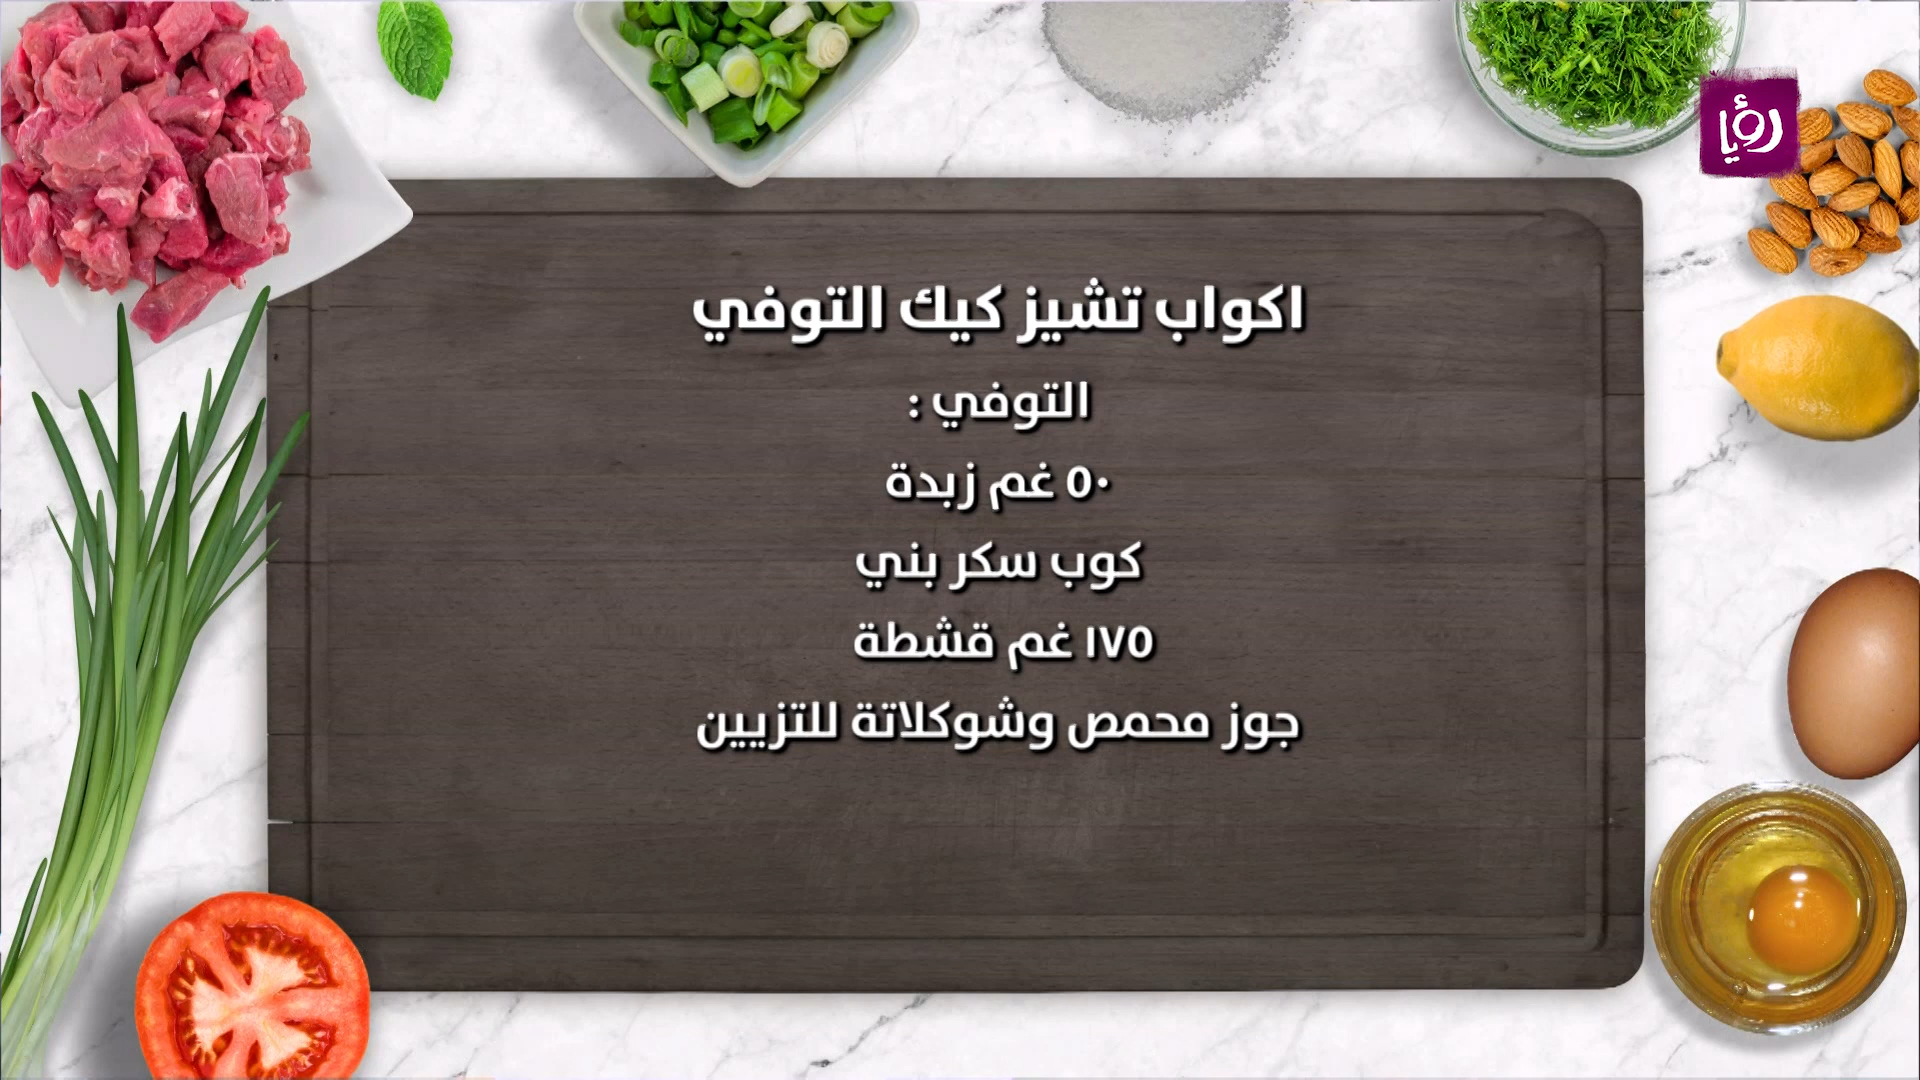 رؤيا
اكواب تشيز كيك التوفي
التوفي :
٥٠ غم زبدة
كوب سكر بني
١٧٥ غم قشطة
جوز محمص وشوكلاتة للتزيين